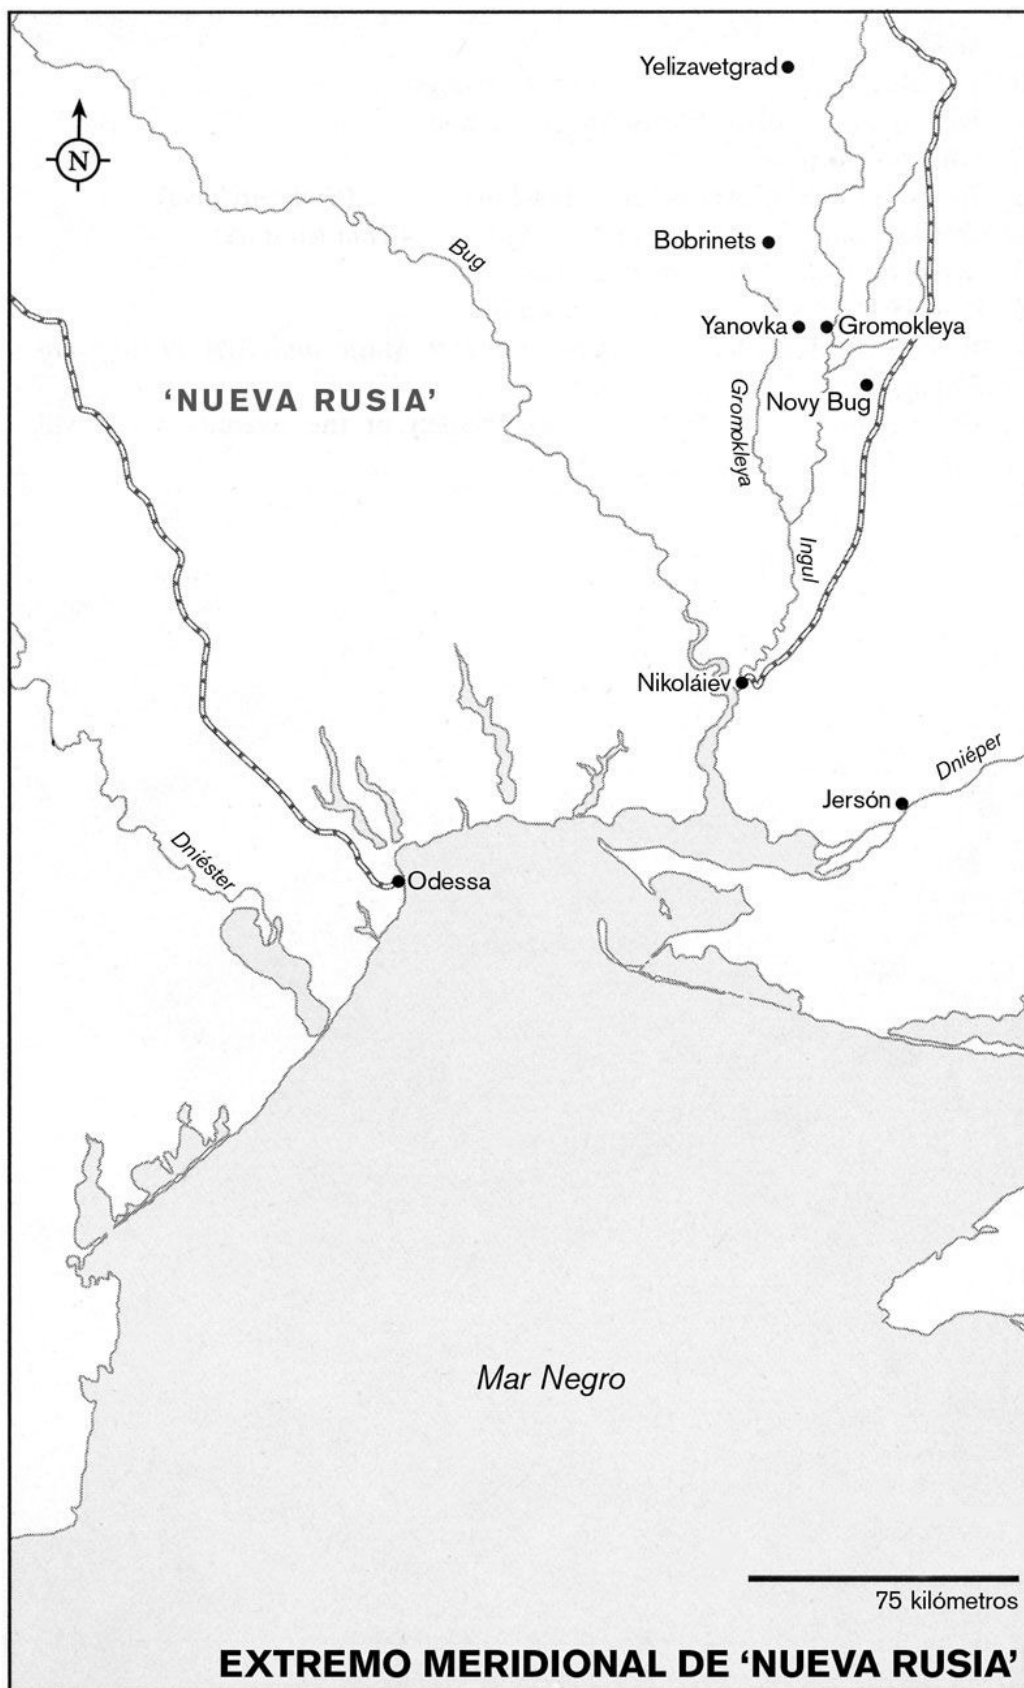 Yelizavetgrad
N
Bobrinets
Bug
Yanovka
Gromokleya
'NUEVA RUSIA'
Novy Bug
Gromokleya
Ingul
Nikoláiev
Dniéper
Jersón
Dniéster
Odessa
Mar Negro
75 kilómetros
EXTREMO MERIDIONAL DE 'NUEVA RUSIA'